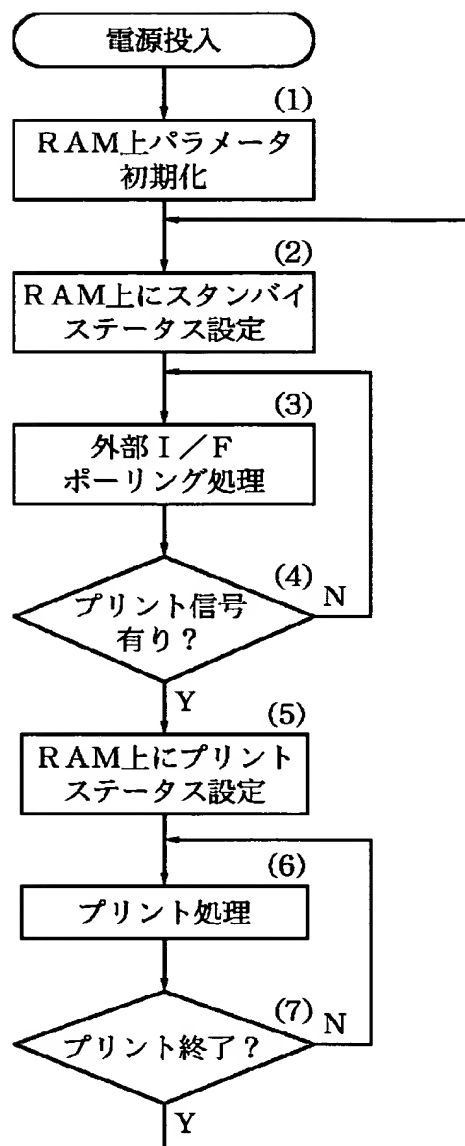 電源投入
(1)
RAM上パラメータ
初期化
(2)
RAM上にスタンバイ
ステータス設定
(3)
外部I/F
ポーリング処理
(4)
プリント信号
有り?
N
Y
(5)
RAM上にプリント
ステータス設定
(6)
プリント処理
(7)
プリント終了?
N
Y